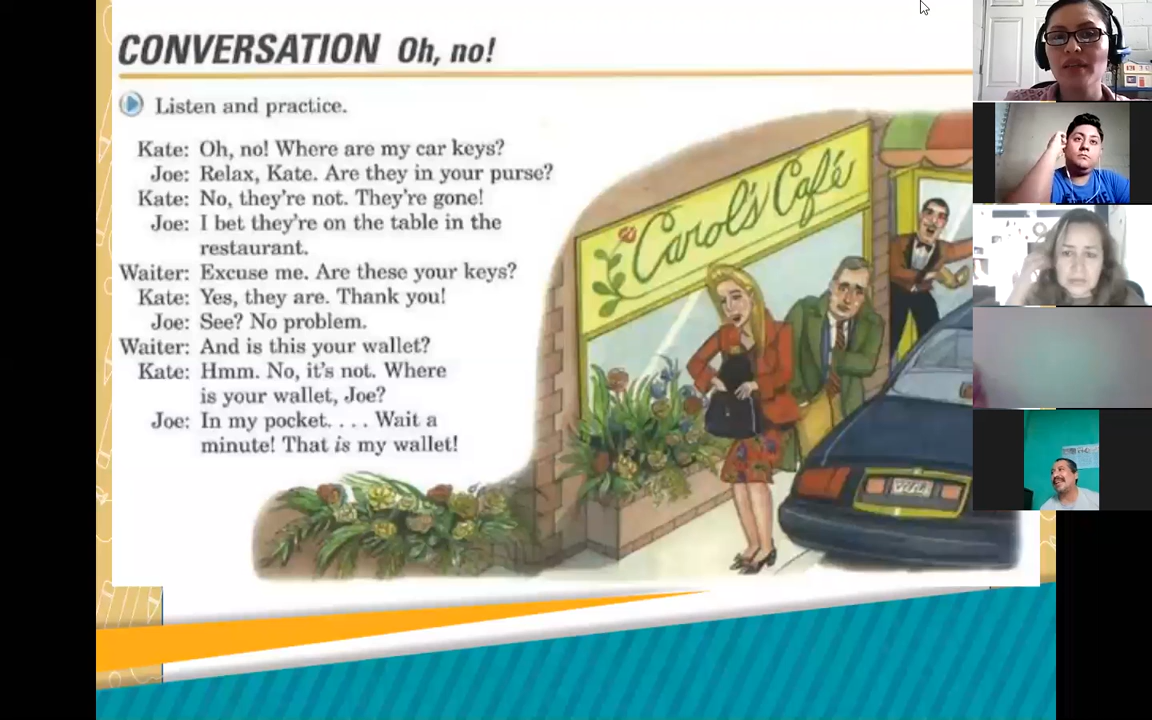 CONVERSATION Oh, no!
Listen and practice.
Kate: Oh, no! Where are my car keys?
Joe: Relax, Kate. Are they in your purse?
Kate: No, they're not. They're gone!
Joe: I bet they're on the table in the
restaurant.
Waiter: Excuse me. Are these your keys?
Kate: Yes, they are. Thank you!
Joe: See? No problem.
Waiter: And is this your wallet?
Kate: Hmm. No, it's not. Where
is your wallet, Joe?
Joe: In my pocket. . . . Wait a
minute! That is my wallet!
Carol's Café